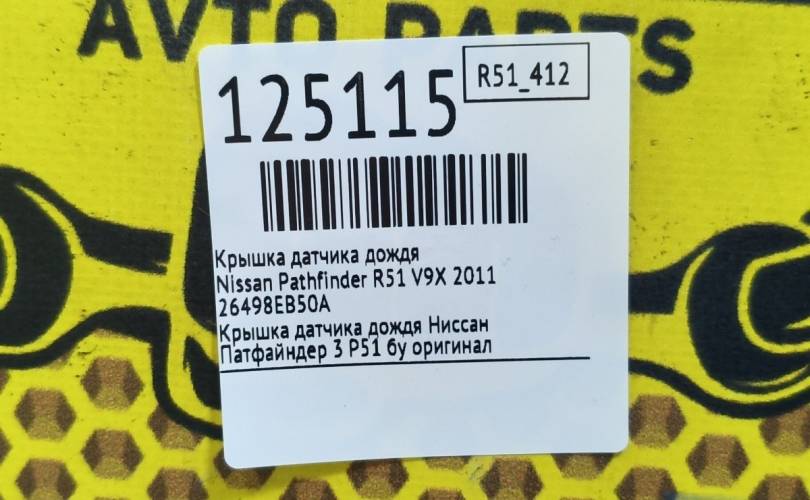 AVTO PARTS
125115
R51_412
Крышка датчика дождя
Nissan Pathfinder R51 V9X 2011
26498EB50A
Крышка датчика дождя Ниссан
Патфайндер 3 Р51 бу оригинал